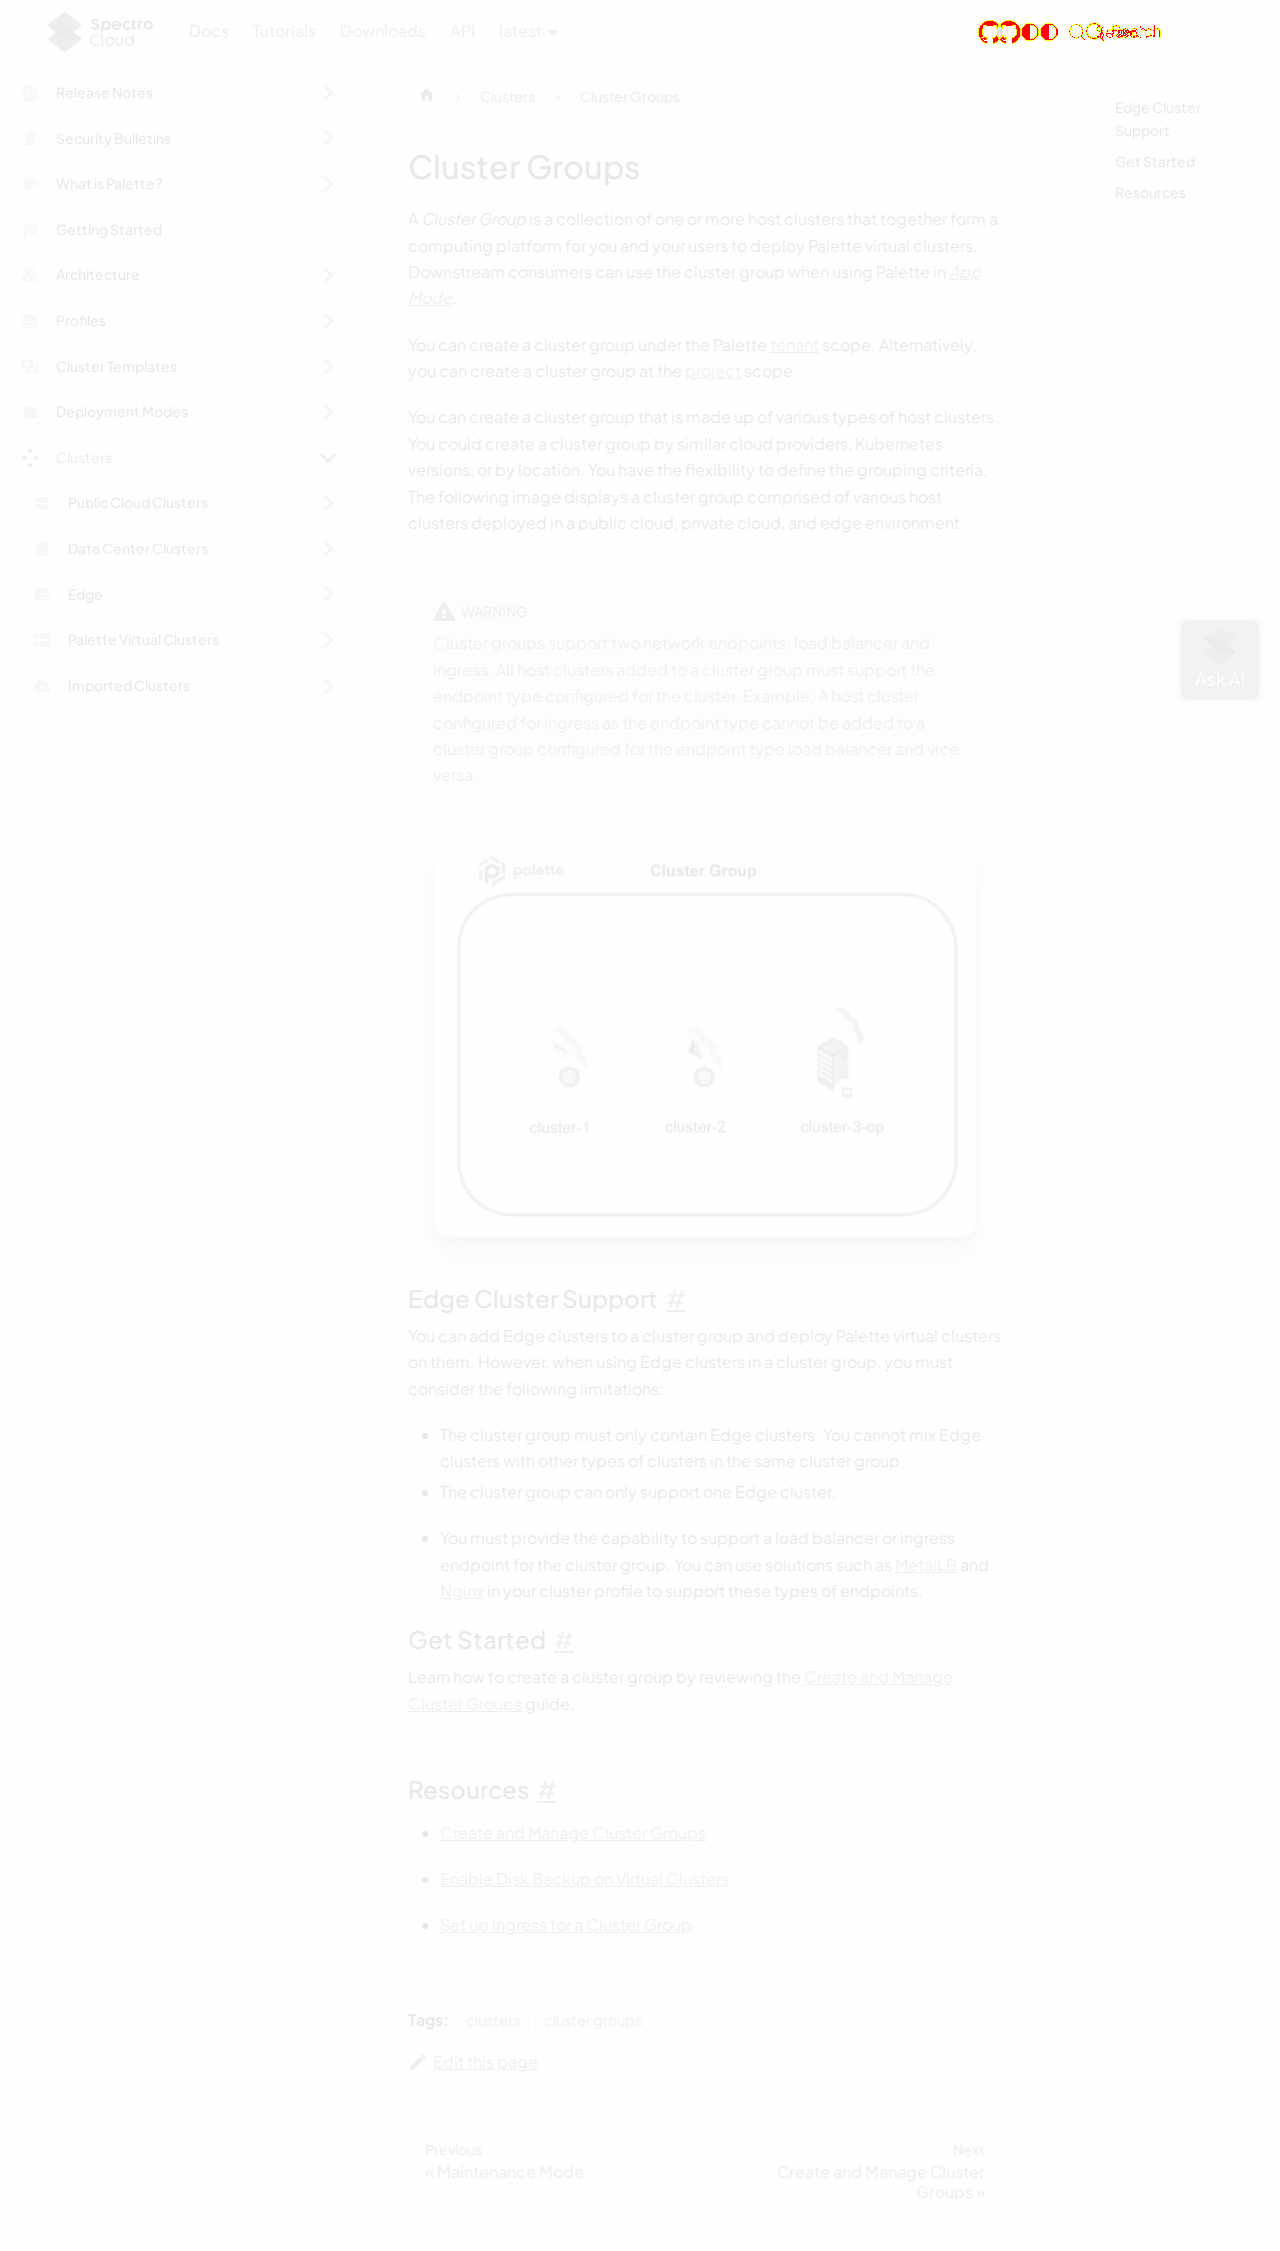 Spectro
Cloud
Docs
Tutorials
Downloads
API
latest
Release Notes
Security Bulletins
What is Palette?
Getting Started
Architecture
Profiles
Cluster Templates
Deployment Modes
Clusters
Public Cloud Clusters
Data Center Clusters
Edge
Palette Virtual Clusters
Imported Clusters
Clusters
Cluster Groups
Cluster Groups
A Cluster Group is a collection of one or more host clusters that together form a
computing platform for you and your users to deploy Palette virtual clusters.
Downstream consumers can use the cluster group when using Palette in App
Mode.
You can create a cluster group under the Palette tenant scope. Alternatively,
you can create a cluster group at the project scope.
You can create a cluster group that is made up of various types of host clusters.
You could create a cluster group by similar cloud providers, Kubernetes
versions, or by location. You have the flexibility to define the grouping criteria.
The following image displays a cluster group comprised of various host
clusters deployed in a public cloud, private cloud, and edge environment.
WARNING
Cluster groups support two network endpoints: load balancer and
ingress. All host clusters added to a cluster group must support the
endpoint type configured for the cluster. Example: A host cluster
configured for ingress as the endpoint type cannot be added to a
cluster group configured for the endpoint type load balancer and vice
versa.
palette
Cluster Group
cluster-1
cluster-2
cluster-3-op
Edge Cluster Support #
You can add Edge clusters to a cluster group and deploy Palette virtual clusters
on them. However, when using Edge clusters in a cluster group, you must
consider the following limitations:
The cluster group must only contain Edge clusters. You cannot mix Edge
clusters with other types of clusters in the same cluster group.
The cluster group can only support one Edge cluster.
You must provide the capability to support a load balancer or ingress
endpoint for the cluster group. You can use solutions such as MetalLB and
Nginx in your cluster profile to support these types of endpoints.
Get Started #
Learn how to create a cluster group by reviewing the Create and Manage
Cluster Groups guide.
Resources #
Create and Manage Cluster Groups
Enable Disk Backup on Virtual Clusters
Set up Ingress for a Cluster Group
Tags: clusters cluster groups
Edit this page
Previous
« Maintenance Mode
Next
Create and Manage Cluster
Groups »
Edge Cluster
Support
Get Started
Resources
Ask AI